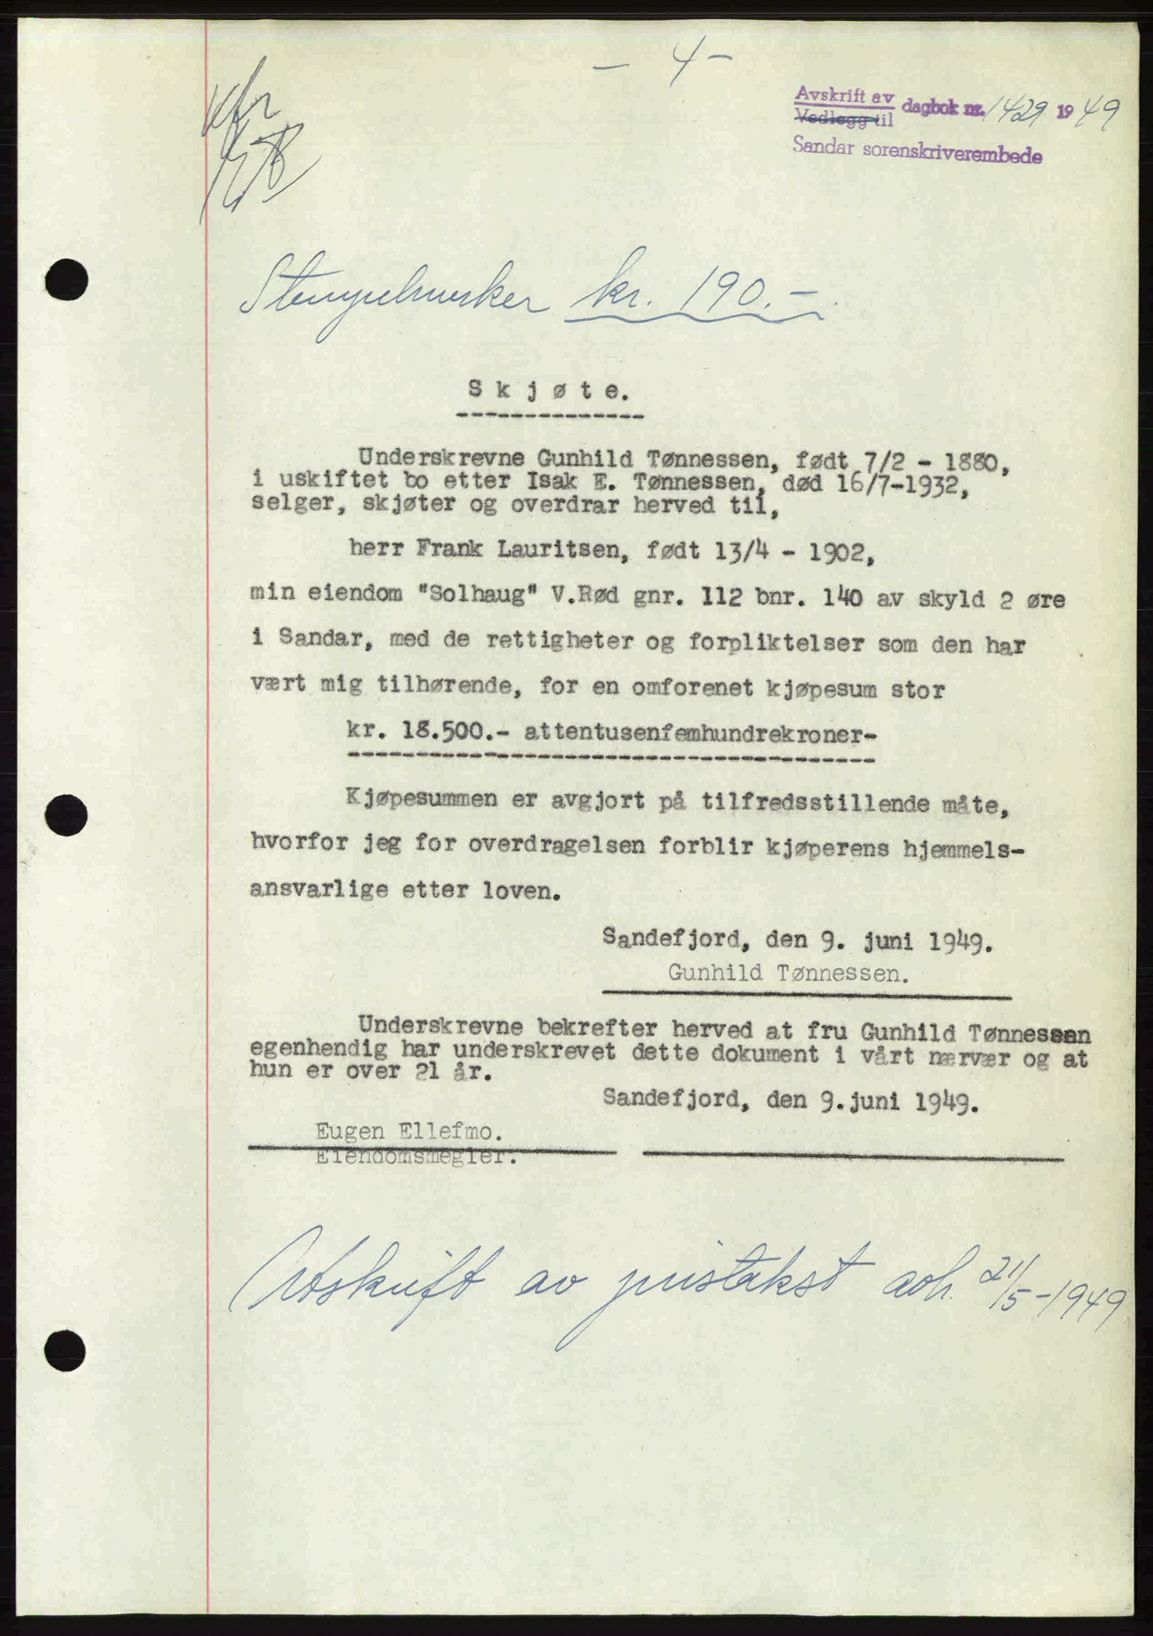 - 4 -
Avskrift av dagbok nr. 1429 1949
Vedlegg til
Sandar sorenskriverembede
Stempelmerker kr. 190.-
Skjøte.
Underskrevne Gunhild Tønnessen, født 7/2 - 1880,
i uskiftet bo etter Isak E. Tønnessen, død 16/7-1932,
selger, skjøter og overdrar herved til,
herr Frank Lauritsen, født 13/4 - 1902,
min eiendom "Solhaug" V.Rød gnr. 112 bnr. 140 av skyld 2 øre
i Sandar, med de rettigheter og forpliktelser som den har
vært mig tilhørende, for en omforenet kjøpesum stor
kr. 18.500.- attentusenfemhundrekroner-
Kjøpesummen er avgjort på tilfredsstillende måte,
hvorfor jeg for overdragelsen forblir kjøperens hjemmels-
ansvarlige etter loven.
Sandefjord, den 9. juni 1949.
Gunhild Tønnessen.
Underskrevne bekrefter herved at fru Gunhild Tønnessen
egenhendig har underskrevet dette dokument i vårt nærvær og at
hun er over 21 år.
Sandefjord, den 9.juni 1949.
Eugen Ellefmo.
Eiendomsmegler.
Utskrift av pristakst avh. 21/5-1949